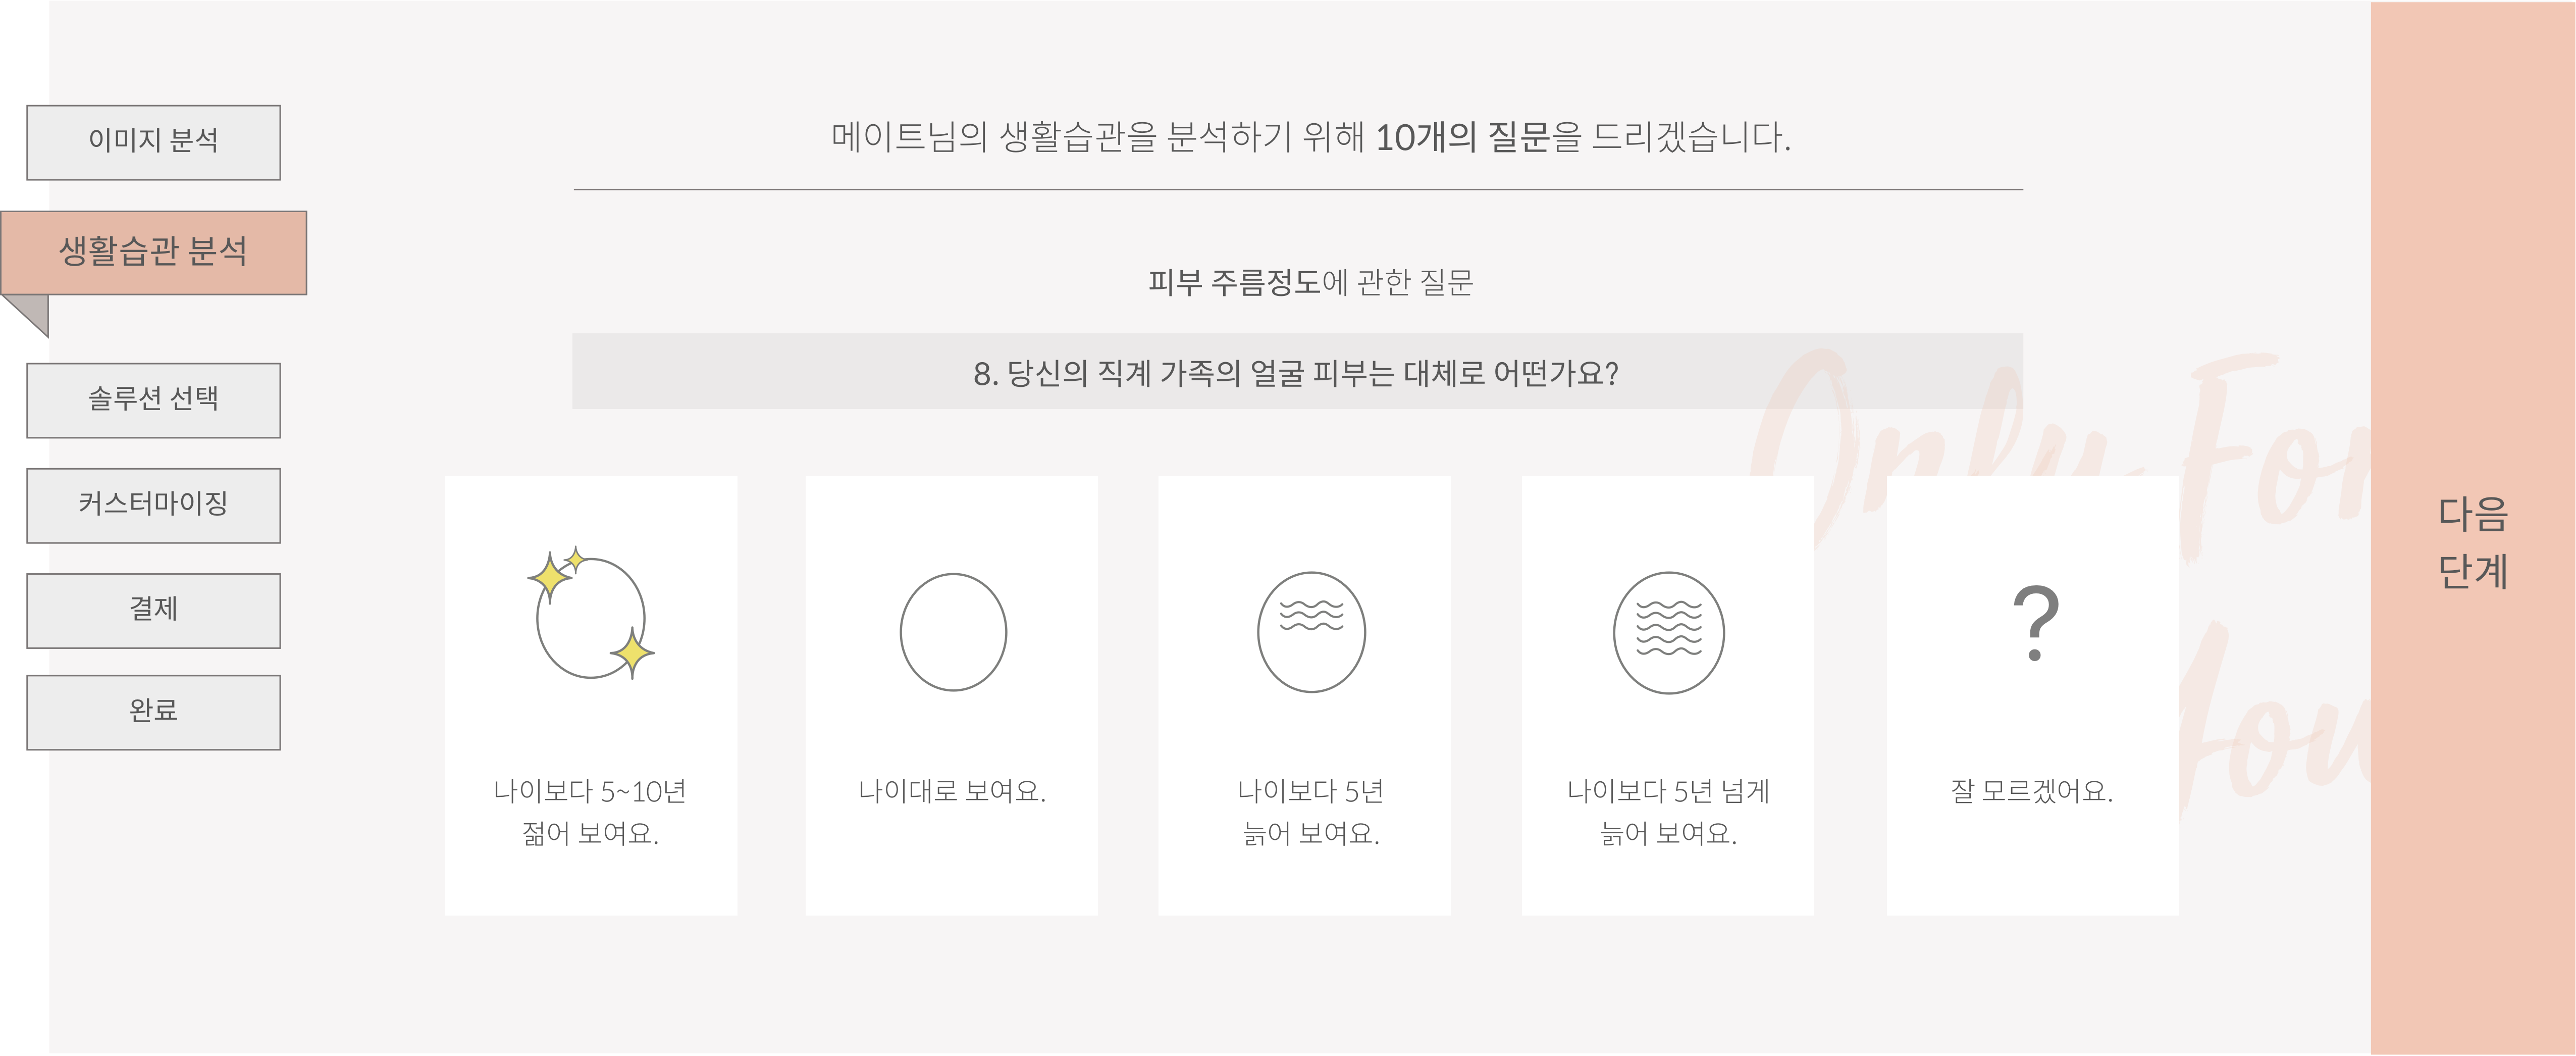 이미지 분석
생활습관 분석
솔루션 선택
커스터마이징
결제
완료
메이트님의 생활습관을 분석하기 위해 10개의 질문을 드리겠습니다.
피부 주름정도에 관한 질문
8. 당신의 직계 가족의 얼굴 피부는 대체로 어떤가요?
Only For
You
나이보다 5~10년
젊어 보여요.
나이대로 보여요.
나이보다 5년
늙어 보여요.
나이보다 5년 넘게
늙어 보여요.
?
잘 모르겠어요.
다음
단계